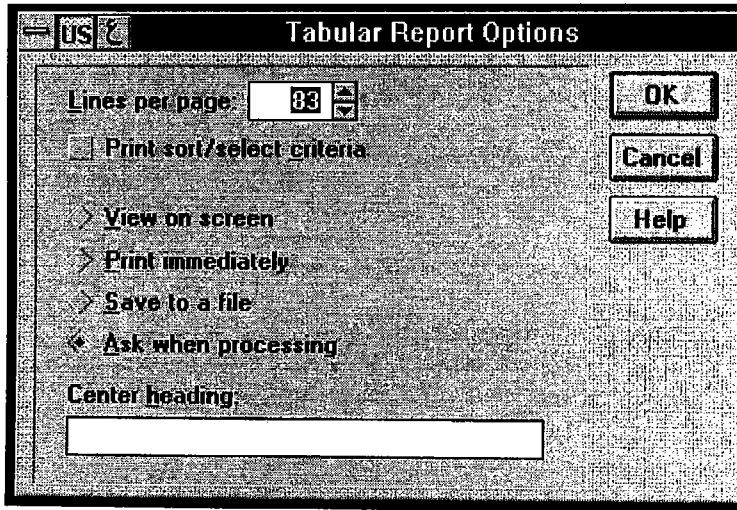 US ع Tabular Report Options
Lines per page: 83
Print sort/select criteria
View on screen
Print immediately
Save to a file
Ask when processing
Center heading:
OK
Cancel
Help